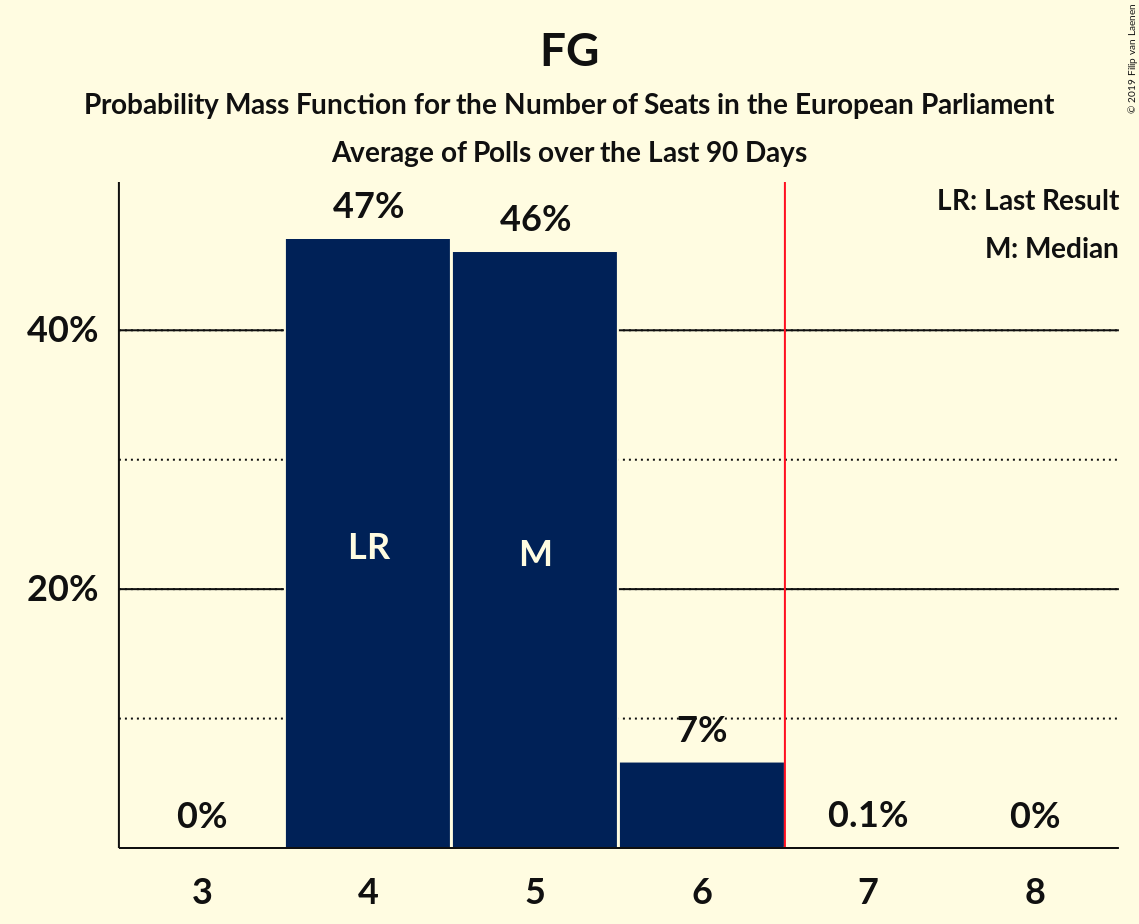 FG
Probability Mass Function for the Number of Seats in the European Parliament
Average of Polls over the Last 90 Days
© 2019 Filip van Laenen
LR: Last Result
M: Median
47%
46%
40%
LR
M
20%
7%
0%
0.1%
0%
3 4 5 6 7 8